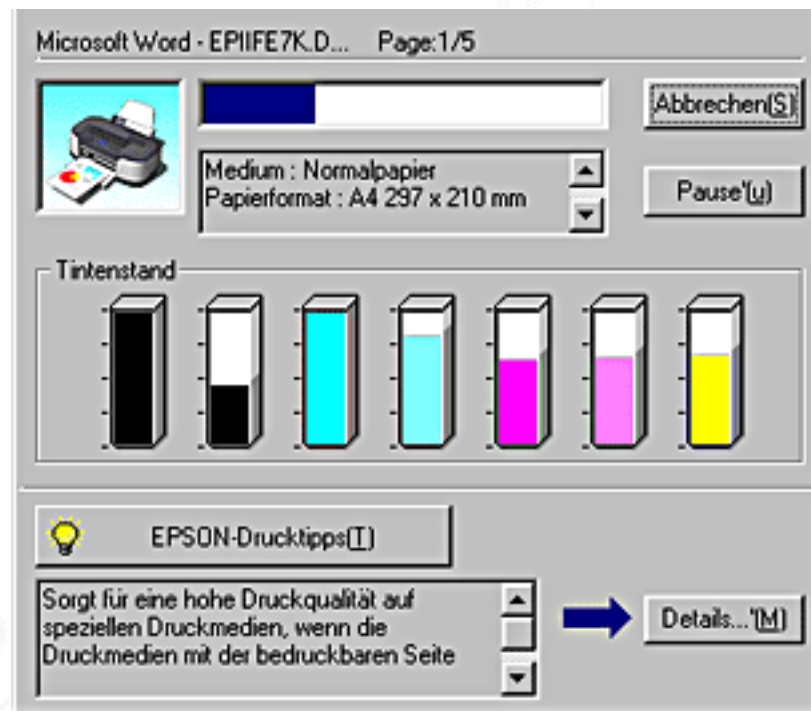 Microsoft Word - EPIIFE7K.D... Page:1/5
Abbrechen(S)
Medium : Normalpapier
Papierformat : A4 297 x 210 mm
Pause'(u)
Tintenstand
EPSON-Drucktipps(T)
Sorgt für eine hohe Druckqualität auf
speziellen Druckmedien, wenn die
Druckmedien mit der bedruckbaren Seite
Details...'(M)